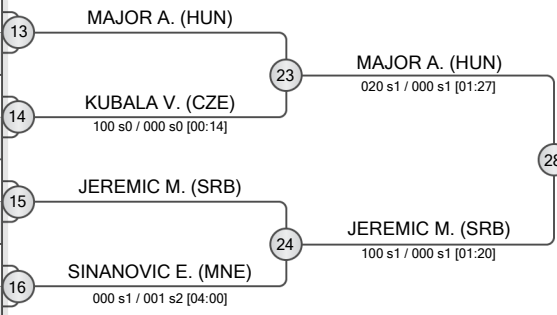 13
MAJOR A. (HUN)
23
MAJOR A. (HUN)
020 s1 / 000 s1 [01:27]
14
KUBALA V. (CZE)
100 s0 / 000 s0 [00:14]
28
15
JEREMIC M. (SRB)
24
JEREMIC M. (SRB)
100 s1 / 000 s1 [01:20]
16
SINANOVIC E. (MNE)
000 s1 / 001 s2 [04:00]